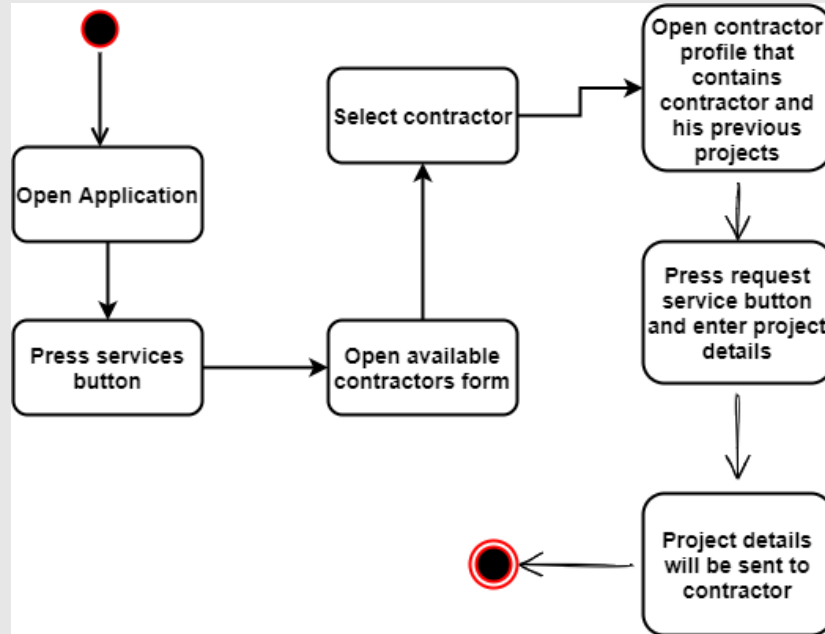 Open Application
Press services
button
Open available
contractors form
Select contractor
Open contractor
profile that
contains
contractor and
his previous
projects
Press request
service button
and enter project
details
Project details
will be sent to
contractor